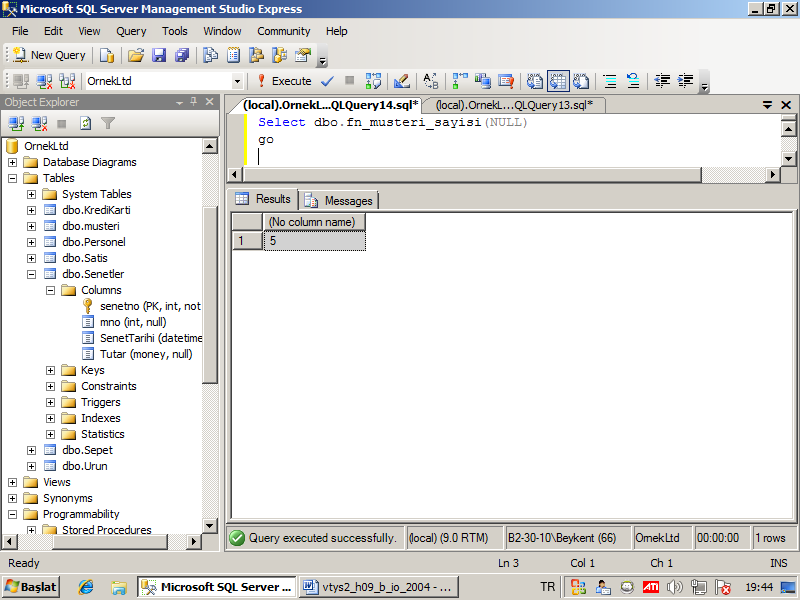 Microsoft SQL Server Management Studio Express
File Edit View Query Tools Window Community Help
New Query
OrnekLtd Execute
Object Explorer
(local).OrnekL...QLQuery14.sql* (local).OrnekL...QLQuery13.sql*
OrnekLtd
Database Diagrams
Tables
System Tables
dbo.KrediKarti
dbo.musteri
dbo.Personel
dbo.Satis
dbo.Senetler
Columns
senetno (PK, int, not
mno (int, null)
SenetTarihi (datetime
Tutar (money, null)
Keys
Constraints
Triggers
Indexes
Statistics
dbo.Sepet
dbo.Urun
Views
Synonyms
Programmability
Stored Procedures
Select dbo.fn_musteri_sayisi(NULL)
go
Results Messages
(No column name)
1 5
Query executed successfully. (local) (9.0 RTM) B2-30-10\Beykent (66) OrnekLtd 00:00:00 1 rows
Ready Ln 3 Col 1 Ch 1 INS
Başlat Microsoft SQL Server ... vtys2_h09_b_io_2004 - ... TR ATI 19:44